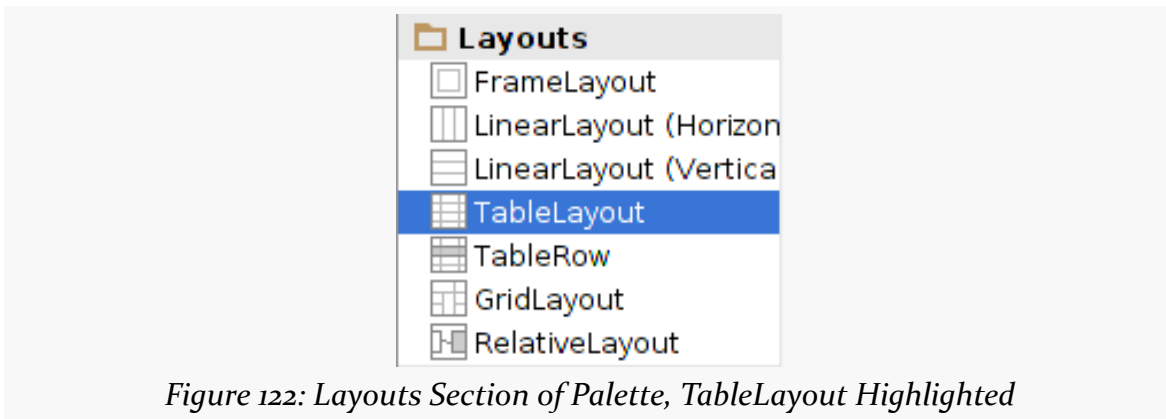 Layouts
FrameLayout
LinearLayout (Horizon
LinearLayout (Vertica
TableLayout
TableRow
GridLayout
RelativeLayout
Figure 122: Layouts Section of Palette, TableLayout Highlighted